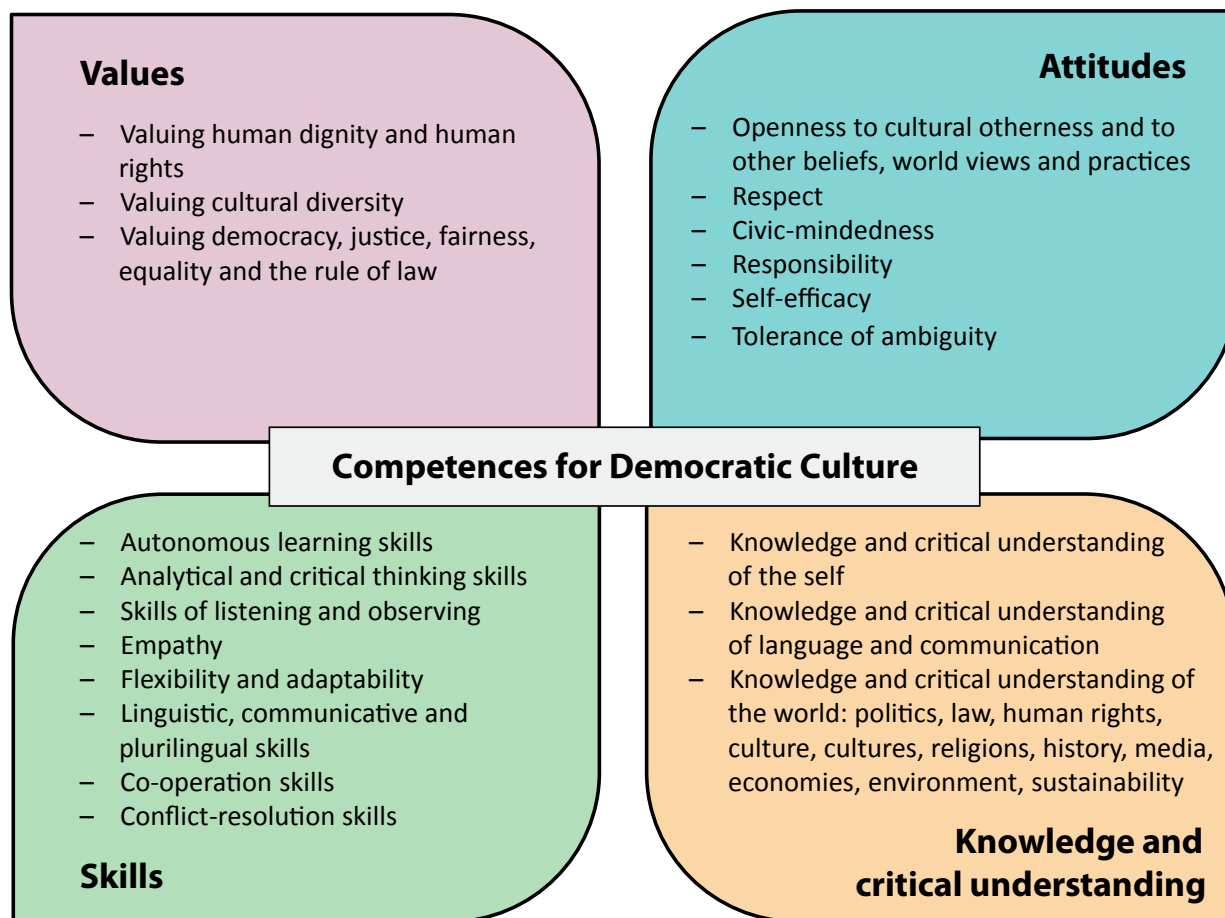 Values
– Valuing human dignity and human
rights
– Valuing cultural diversity
– Valuing democracy, justice, fairness,
equality and the rule of law
Attitudes
– Openness to cultural otherness and to
other beliefs, world views and practices
– Respect
– Civic-mindedness
– Responsibility
– Self-efficacy
– Tolerance of ambiguity
Competences for Democratic Culture
– Autonomous learning skills
– Analytical and critical thinking skills
– Skills of listening and observing
– Empathy
– Flexibility and adaptability
– Linguistic, communicative and
plurilingual skills
– Co-operation skills
– Conflict-resolution skills
Skills
– Knowledge and critical understanding
of the self
– Knowledge and critical understanding
of language and communication
– Knowledge and critical understanding of
the world: politics, law, human rights,
culture, cultures, religions, history, media,
economies, environment, sustainability
Knowledge and
critical understanding